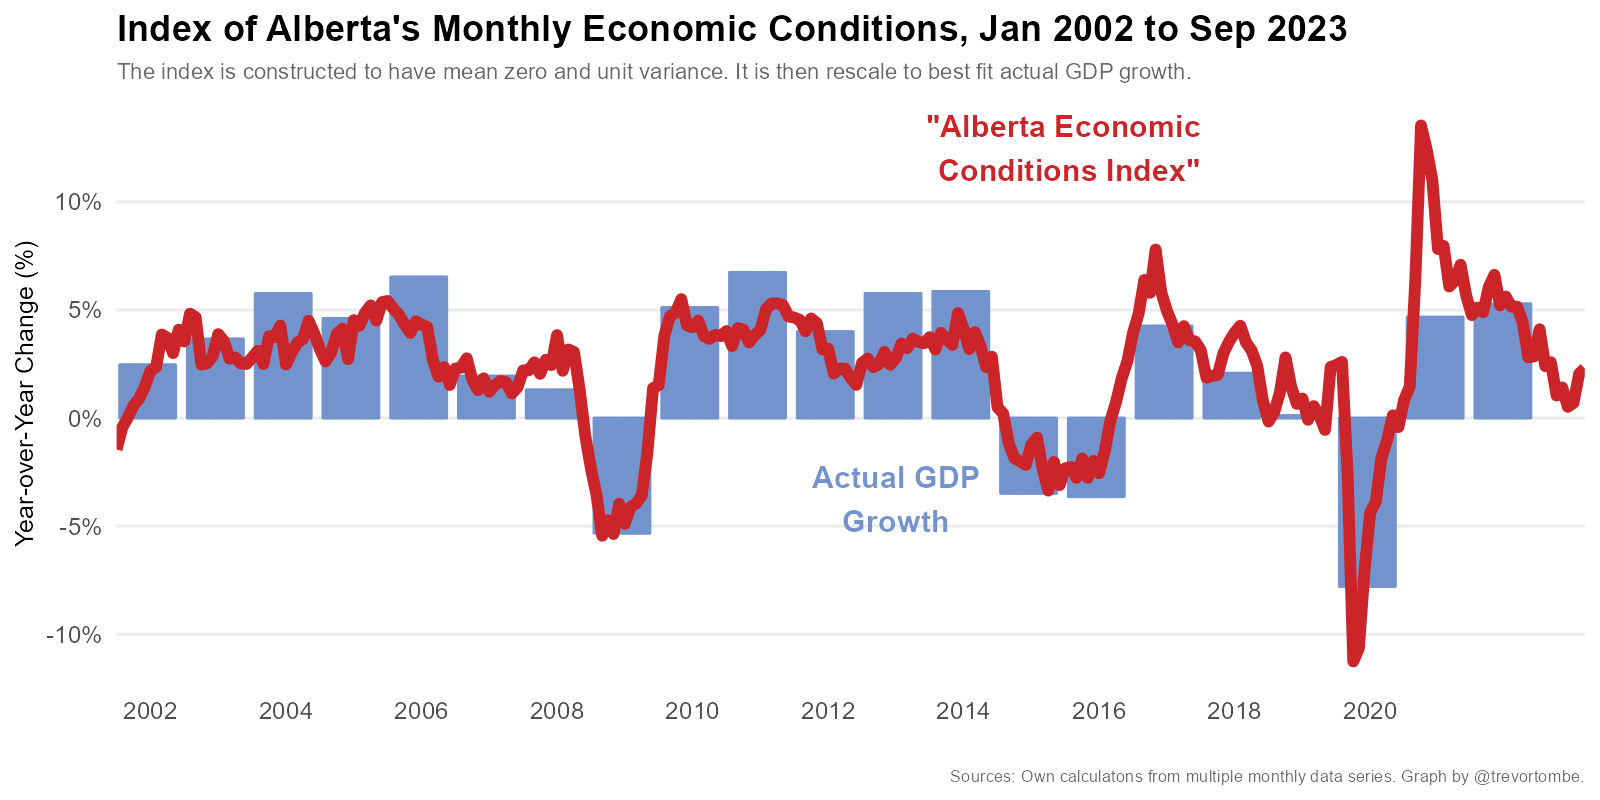 Index of Alberta's Monthly Economic Conditions, Jan 2002 to Sep 2023
The index is constructed to have mean zero and unit variance. It is then rescale to best fit actual GDP growth.
"Alberta Economic
Conditions Index"
Year-over-Year Change (%)
10%
5%
0%
-5%
-10%
Actual GDP
Growth
2002 2004 2006 2008 2010 2012 2014 2016 2018 2020
Sources: Own calculatons from multiple monthly data series. Graph by @trevortombe.